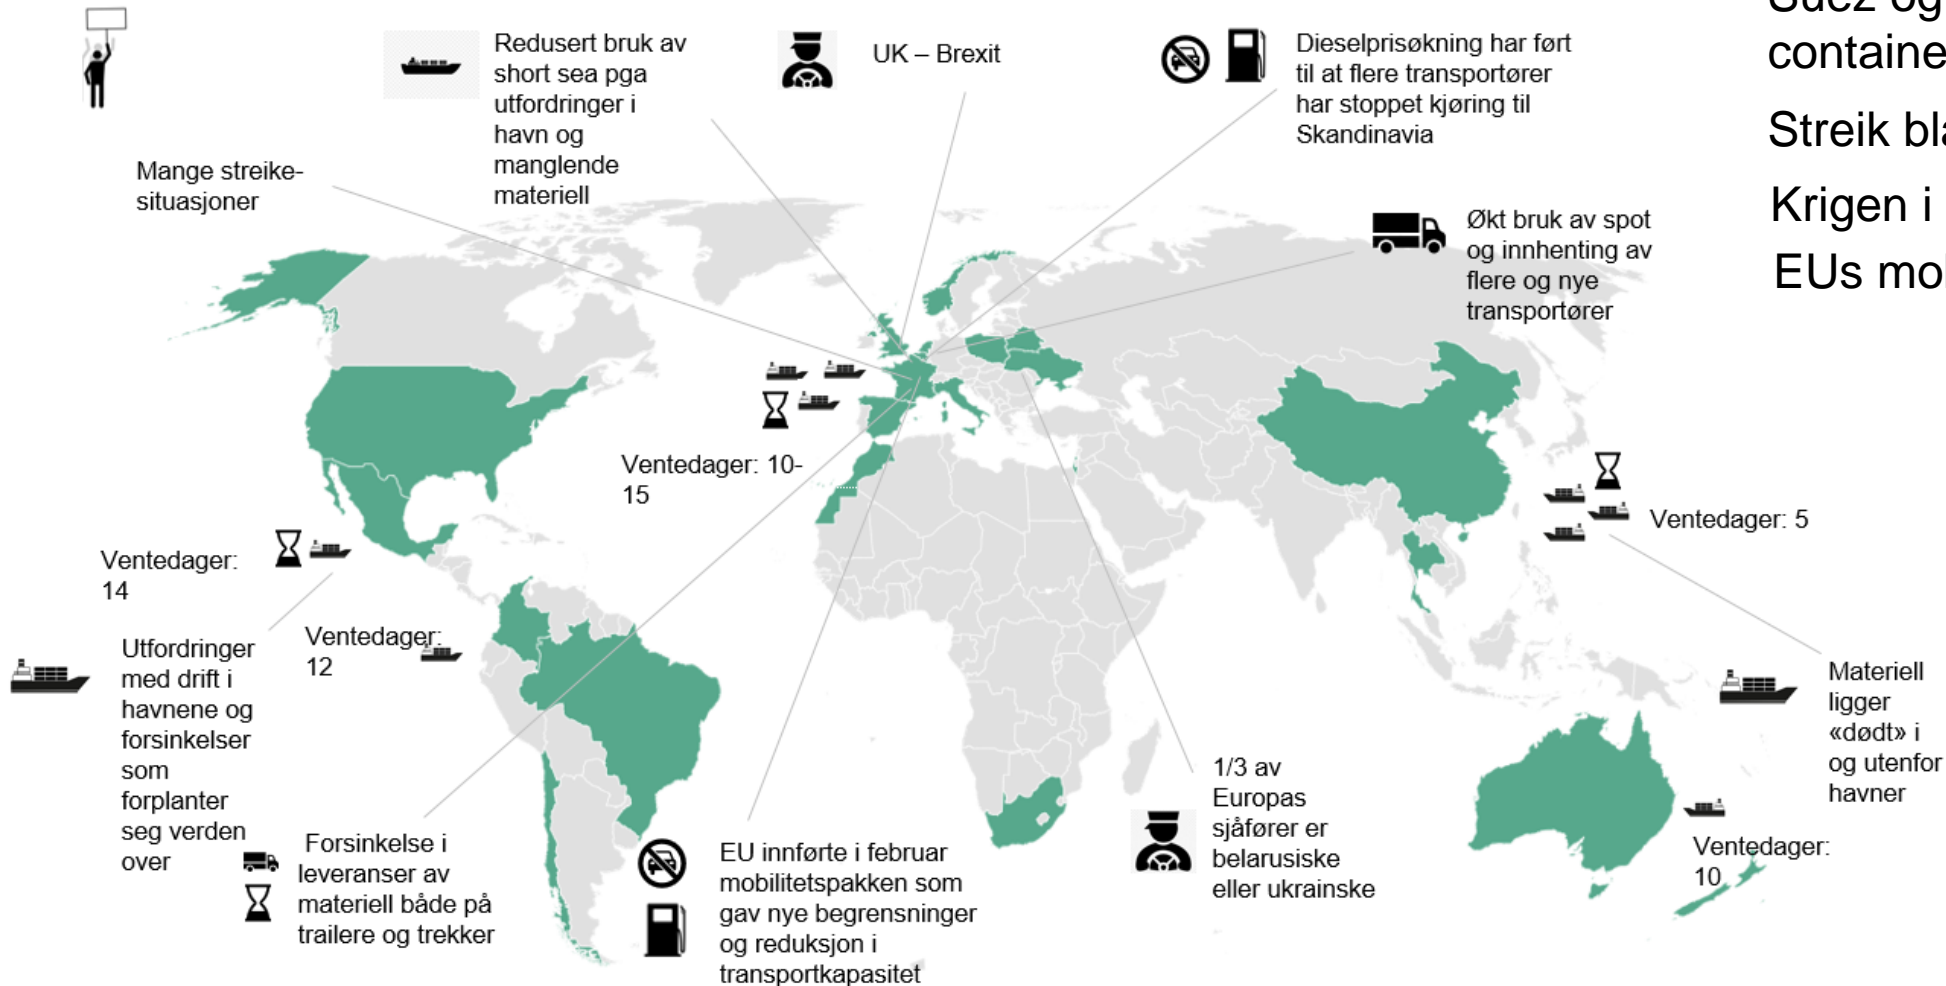 Redusert bruk av
short sea pga
utfordringer i
havn og
manglende
materiell
UK – Brexit
Dieselprisøkning har ført
til at flere transportører
har stoppet kjøring til
Skandinavia
Suez og
Streik
Krigen i
EUs
Mange streike-
situasjoner
Økt bruk av spot
og innhenting av
flere og nye
transportører
Ventedager: 10-
15
Ventedager: 5
Ventedager:
14
Ventedager:
12
Utfordringer
med drift i
havnene og
forsinkelser
som
forplanter
seg verden
over
Materiell
ligger
«dødt» i
og utenfor
havner
1/3 av
Europas
sjåfører er
belarusiske
eller ukrainske
Ventedager:
10
Forsinkelse i
leveranser av
materiell både på
trailere og trekker
EU innførte i februar
mobilitetspakken som
gav nye begrensninger
og reduksjon i
transportkapasitet